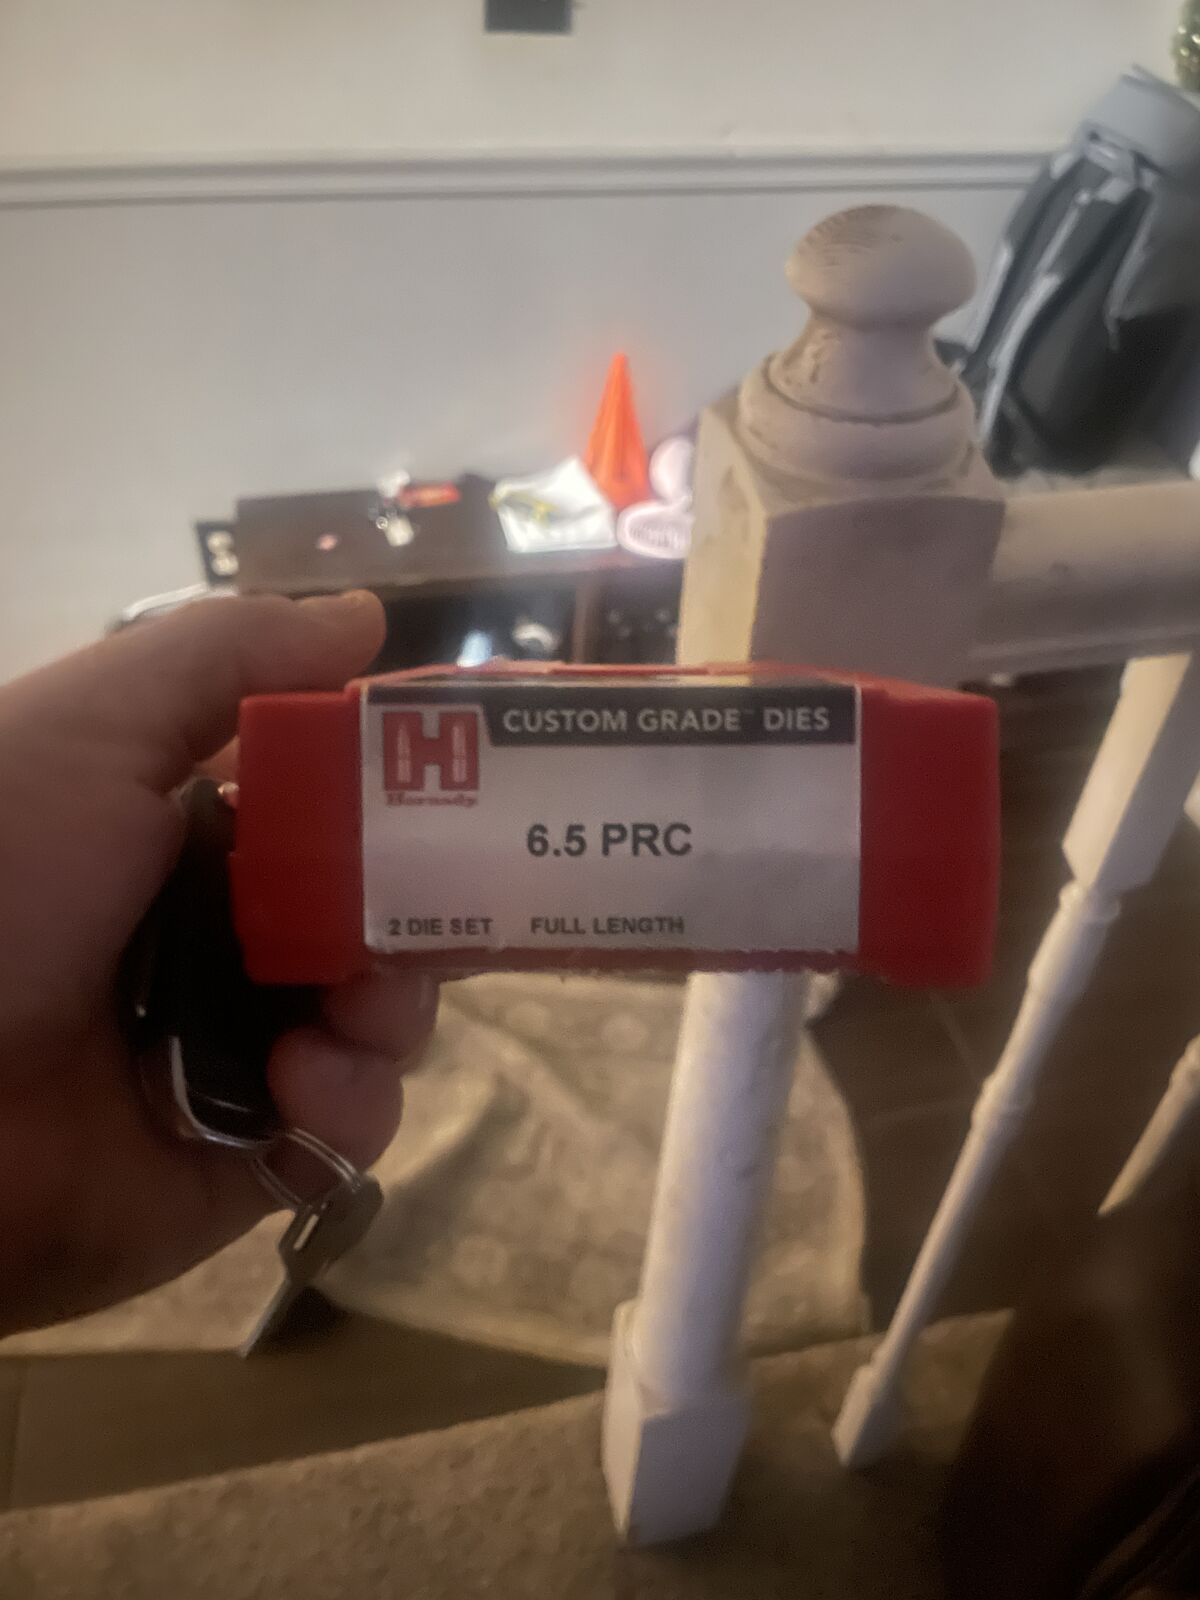 CUSTOM GRADE™ DIES
Hornady
6.5 PRC
2 DIE SET FULL LENGTH